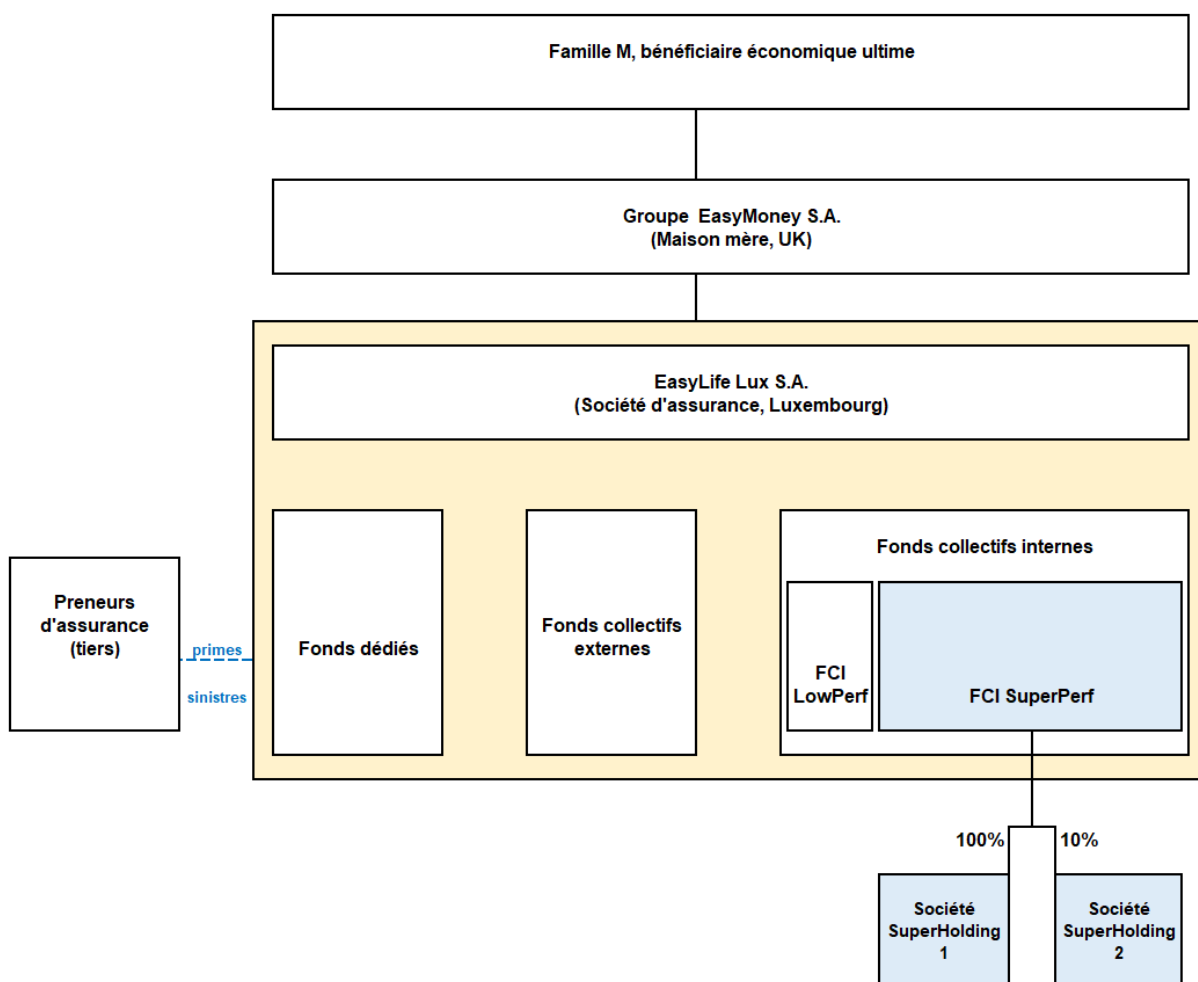 Famille M, bénéficiaire économique ultime
Groupe EasyMoney S.A.
(Maison mère, UK)
EasyLife Lux S.A.
(Société d'assurance, Luxembourg)
Preneurs
d'assurance
(tiers)
primes
sinistres
Fonds dédiés
Fonds collectifs
externes
Fonds collectifs internes
FCI
LowPerf
FCI SuperPerf
100%
10%
Société
SuperHolding
1
Société
SuperHolding
2